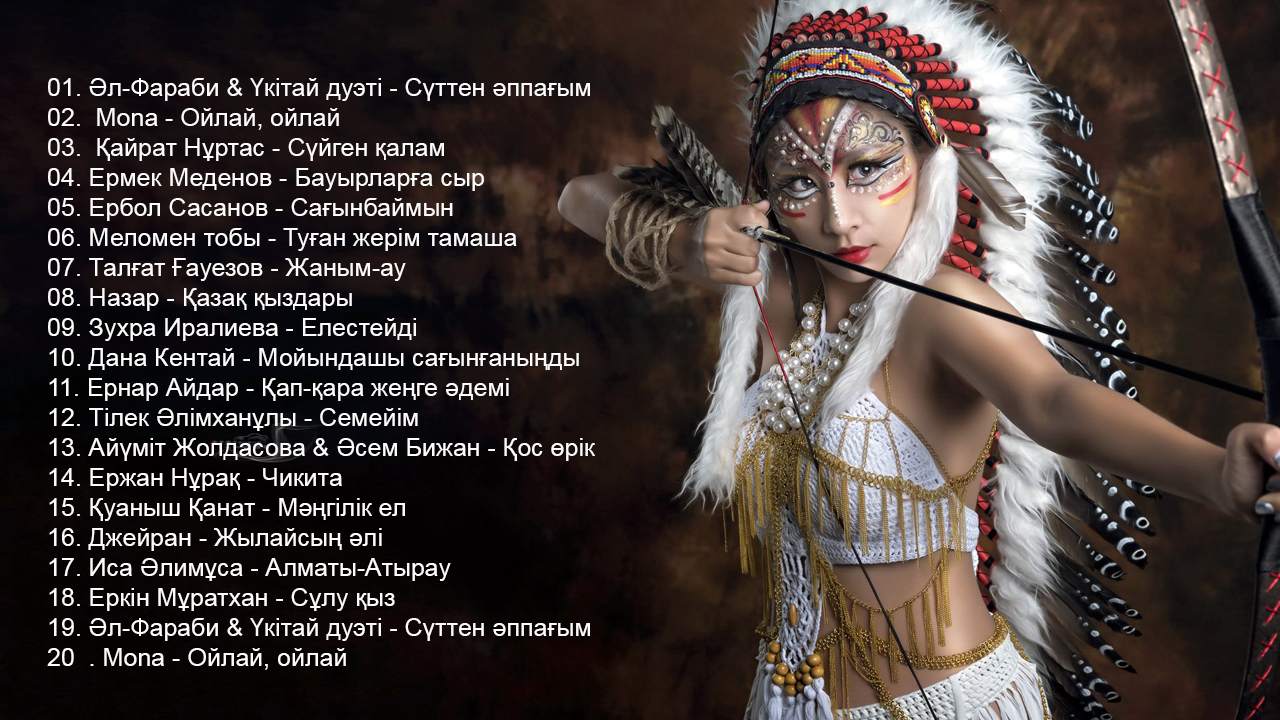 01. Әл-Фараби & Үкітай дуэті - Сүттен әппағым
02.  Mona - Ойлай, ойлай
03.  Қайрат Нұртас - Сүйген қалам
04. Ермек Меденов - Бауырларға сыр
05. Ербол Сасанов - Сағынбаймын
06. Меломен тобы - Туған жерім тамаша
07. Талғат Ғауезов - Жаным-ау
08. Назар - Қазақ қыздары
09. Зухра Иралиева - Елестейді
10. Дана Кентай - Мойындашы сағынғаныңды
11. Ернар Айдар - Қап-қара жеңге әдемі
12. Тілек Әлімханұлы - Семейім
13. Айүміт Жолдасова & Әсем Бижан - Қос өрік
14. Ержан Нұрақ - Чикита
15. Қуаныш Қанат - Мәңгілік ел
16. Джейран - Жылайсың әлі
17. Иса Әлимұса - Алматы-Атырау
18. Еркін Мұратхан - Сұлу қыз
19. Әл-Фараби & Үкітай дуэті - Сүттен әппағым
20  . Mona - Ойлай, ойлай